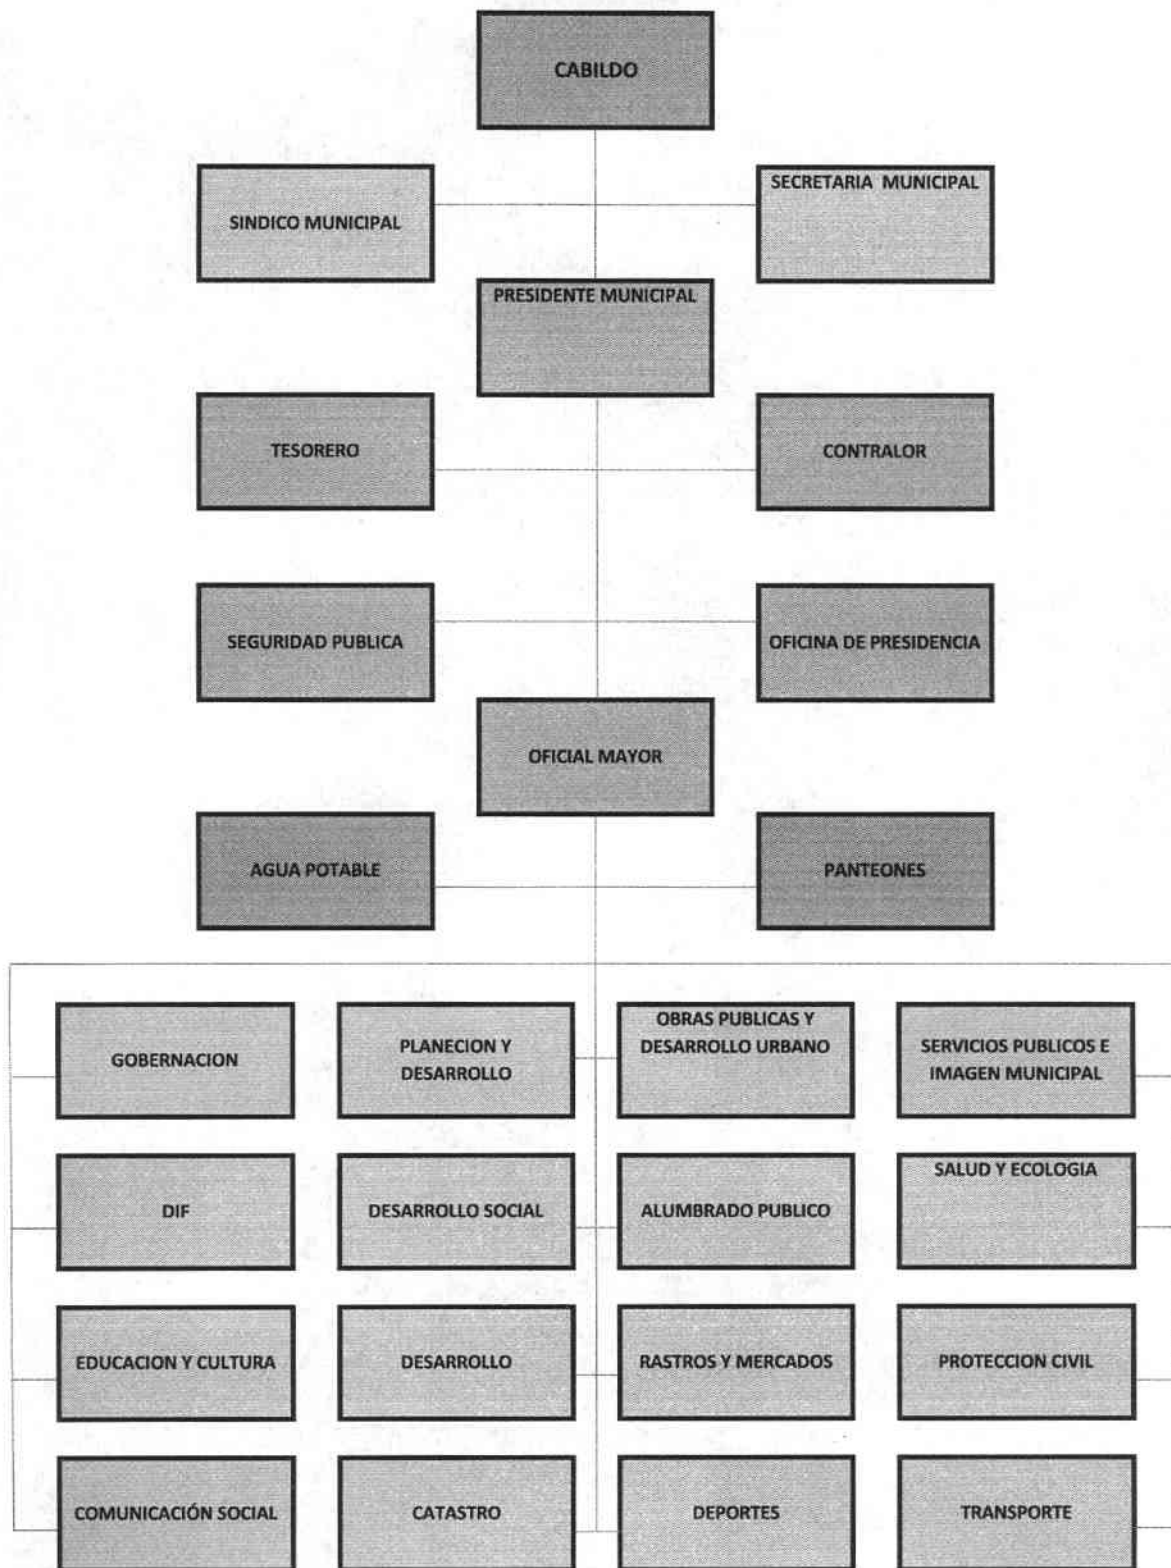 CABILDO
SINDICO MUNICIPAL
SECRETARIA MUNICIPAL
PRESIDENTE MUNICIPAL
TESORERO
CONTRALOR
SEGURIDAD PUBLICA
OFICINA DE PRESIDENCIA
OFICIAL MAYOR
AGUA POTABLE
PANTEONES
GOBERNACION
PLANECION Y
DESARROLLO
OBRAS PUBLICAS Y
DESARROLLO URBANO
SERVICIOS PUBLICOS E
IMAGEN MUNICIPAL
DIF
DESARROLLO SOCIAL
ALUMBRADO PUBLICO
SALUD Y ECOLOGIA
EDUCACION Y CULTURA
DESARROLLO
RASTROS Y MERCADOS
PROTECCION CIVIL
COMUNICACIÓN SOCIAL
CATASTRO
DEPORTES
TRANSPORTE